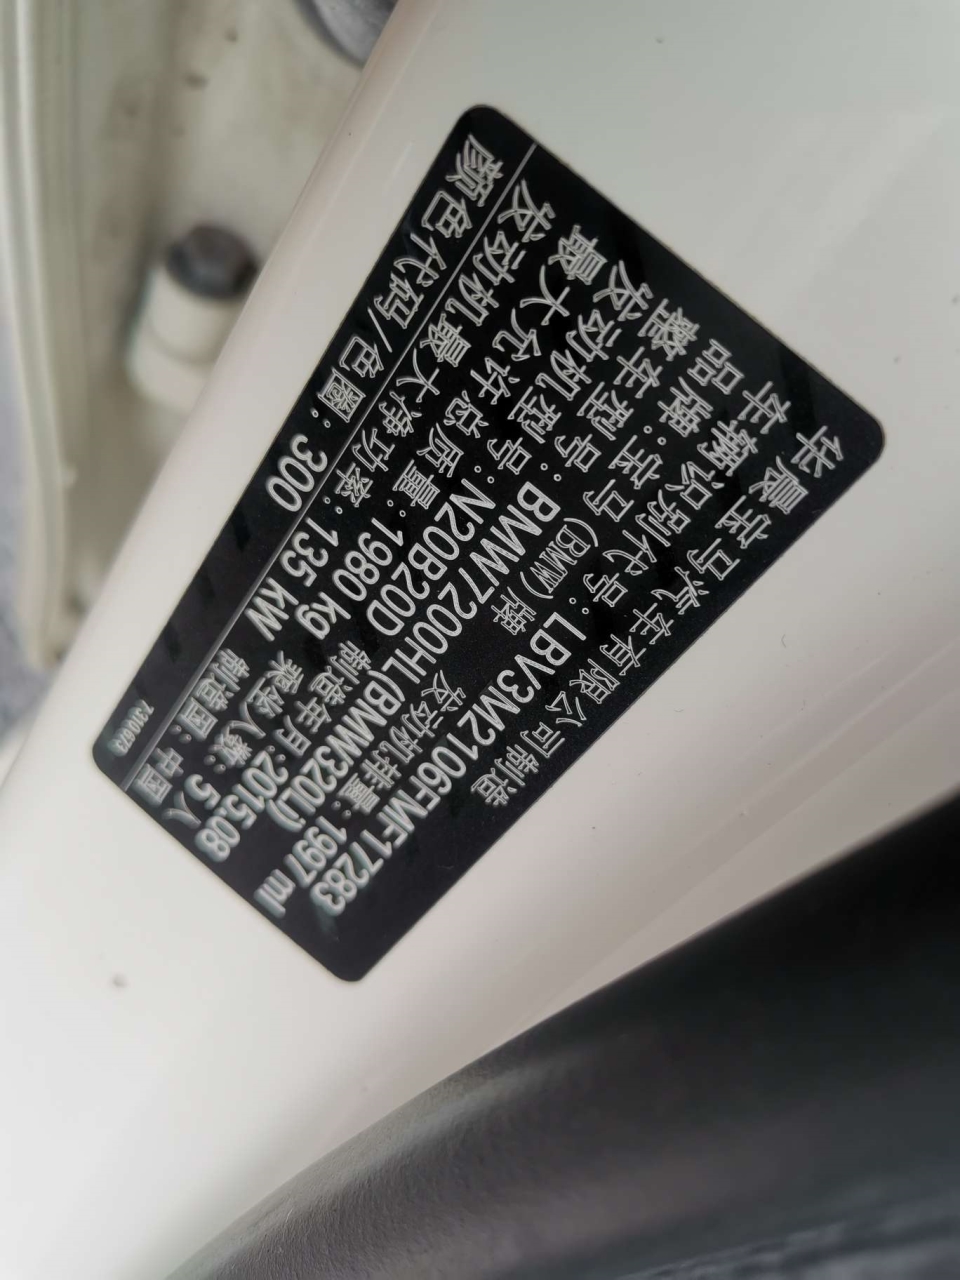 华晨宝马汽车有限公司制造
车辆识别代号: LBV3M2106FMF17283
品牌: 宝马(BMW)牌 发动机排量: 1997 ml
整车型号: BMW7200HL(BMW320Li)
发动机型号: N20B20D 制造年月: 2015.08
最大允许总质量: 1980 kg 乘坐人数: 5人
发动机最大净功率: 135 kW 制造国: 中国
颜色代码/色圈: 300
7310673